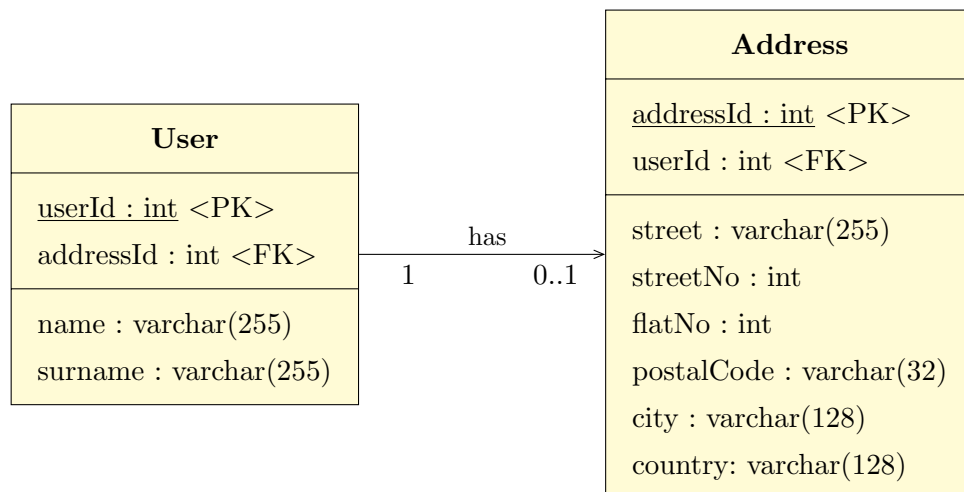 User
userId : int <PK>
addressId : int <FK>
name : varchar(255)
surname : varchar(255)
has
1
0..1
Address
addressId : int <PK>
userId : int <FK>
street : varchar(255)
streetNo : int
flatNo : int
postalCode : varchar(32)
city : varchar(128)
country: varchar(128)